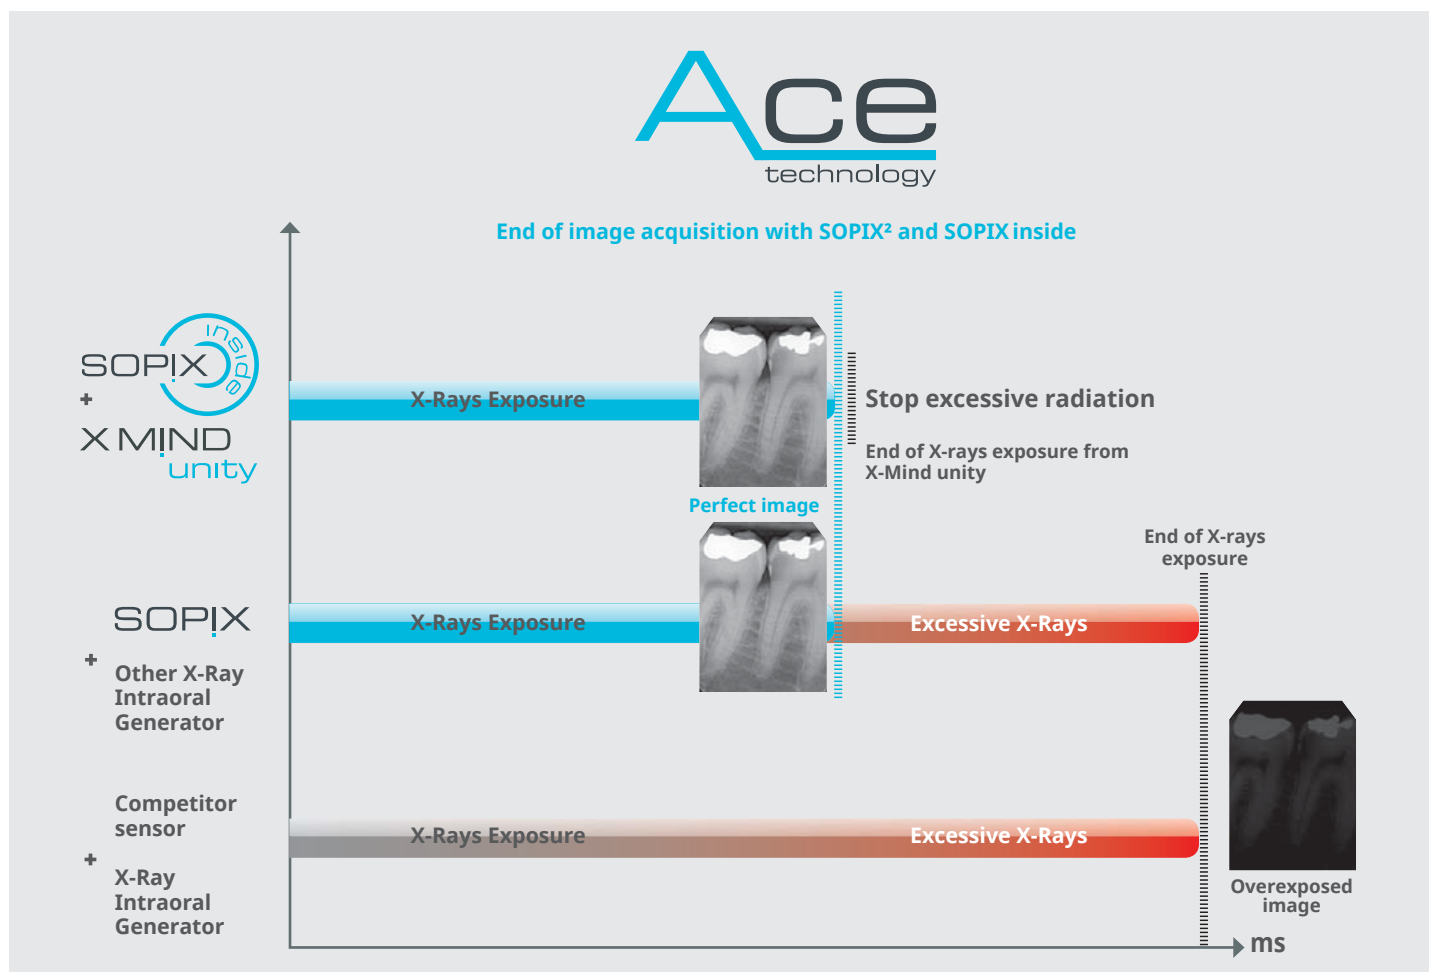 Ace
technology
End of image acquisition with SOPIX² and SOPIX inside
inside
SOPIX
+
X MIND
unity
X-Rays Exposure
Stop excessive radiation
End of X-rays exposure from
X-Mind unity
Perfect image
End of X-rays
exposure
SOPIX
+
Other X-Ray
Intraoral
Generator
X-Rays Exposure
Excessive X-Rays
Competitor
sensor
+
X-Ray
Intraoral
Generator
X-Rays Exposure
Excessive X-Rays
Overexposed
image
ms